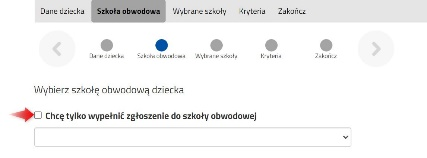 Dane dziecka Szkoła obwodowa Wybrane szkoły Kryteria Zakończ
Dane dziecka Szkoła obwodowa Wybrane szkoły Kryteria Zakończ
Wybierz szkołę obwodową dziecka
Chcę tylko wypełnić zgłoszenie do szkoły obwodowej